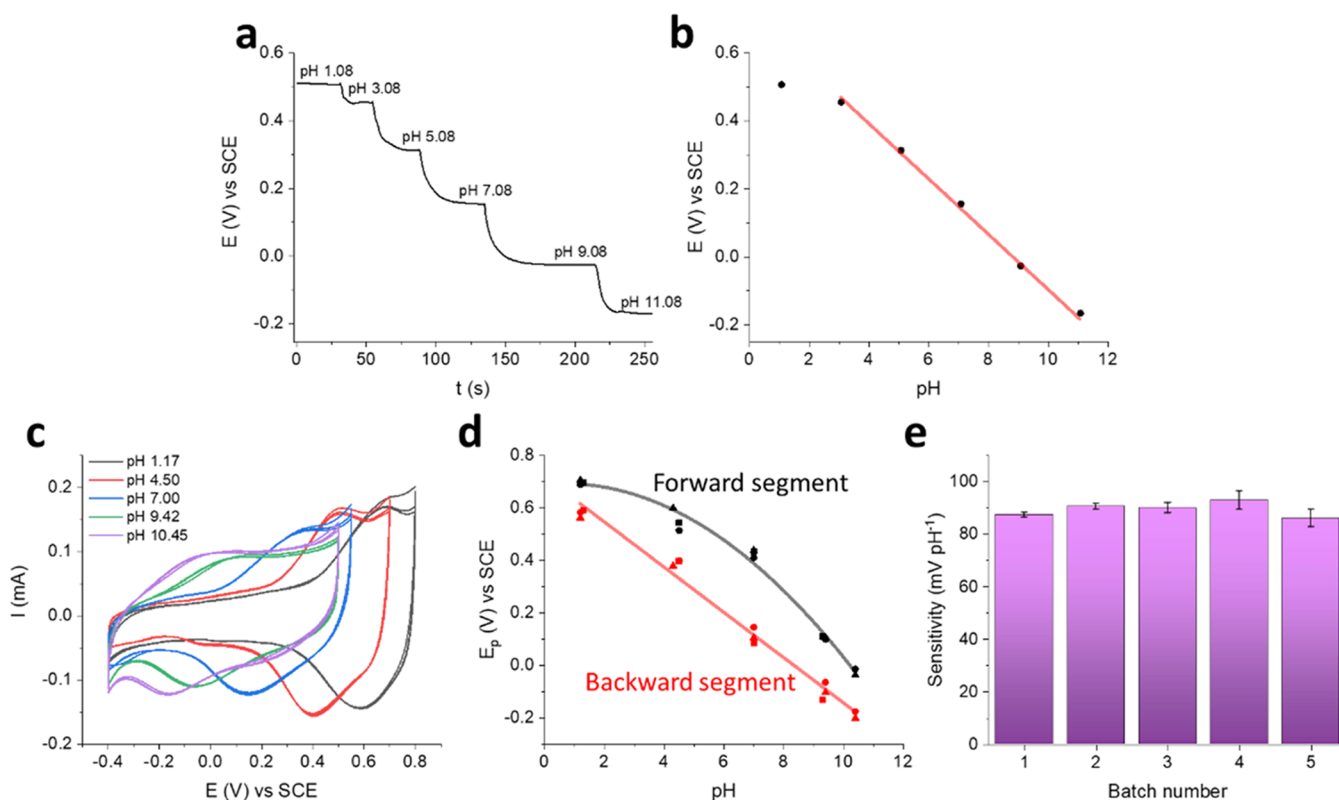 a
0.6
0.4
0.2
0.0
-0.2
E (V) vs SCE
pH 1.08
pH 3.08
pH 5.08
pH 7.08
pH 9.08
pH 11.08
0 50 100 150 200 250
t (s)
b
0.6
0.4
0.2
0.0
-0.2
E (V) vs SCE
0 2 4 6 8 10 12
pH
c
pH 1.17
pH 4.50
pH 7.00
pH 9.42
pH 10.45
0.2
0.1
0.0
-0.1
-0.2
I (mA)
-0.4 -0.2 0.0 0.2 0.4 0.6 0.8
E (V) vs SCE
d
0.8
0.6
0.4
0.2
0.0
-0.2
Ep (V) vs SCE
Forward segment
Backward segment
0 2 4 6 8 10 12
pH
e
100
80
60
40
20
0
Sensitivity (mV pH⁻¹)
1 2 3 4 5
Batch number